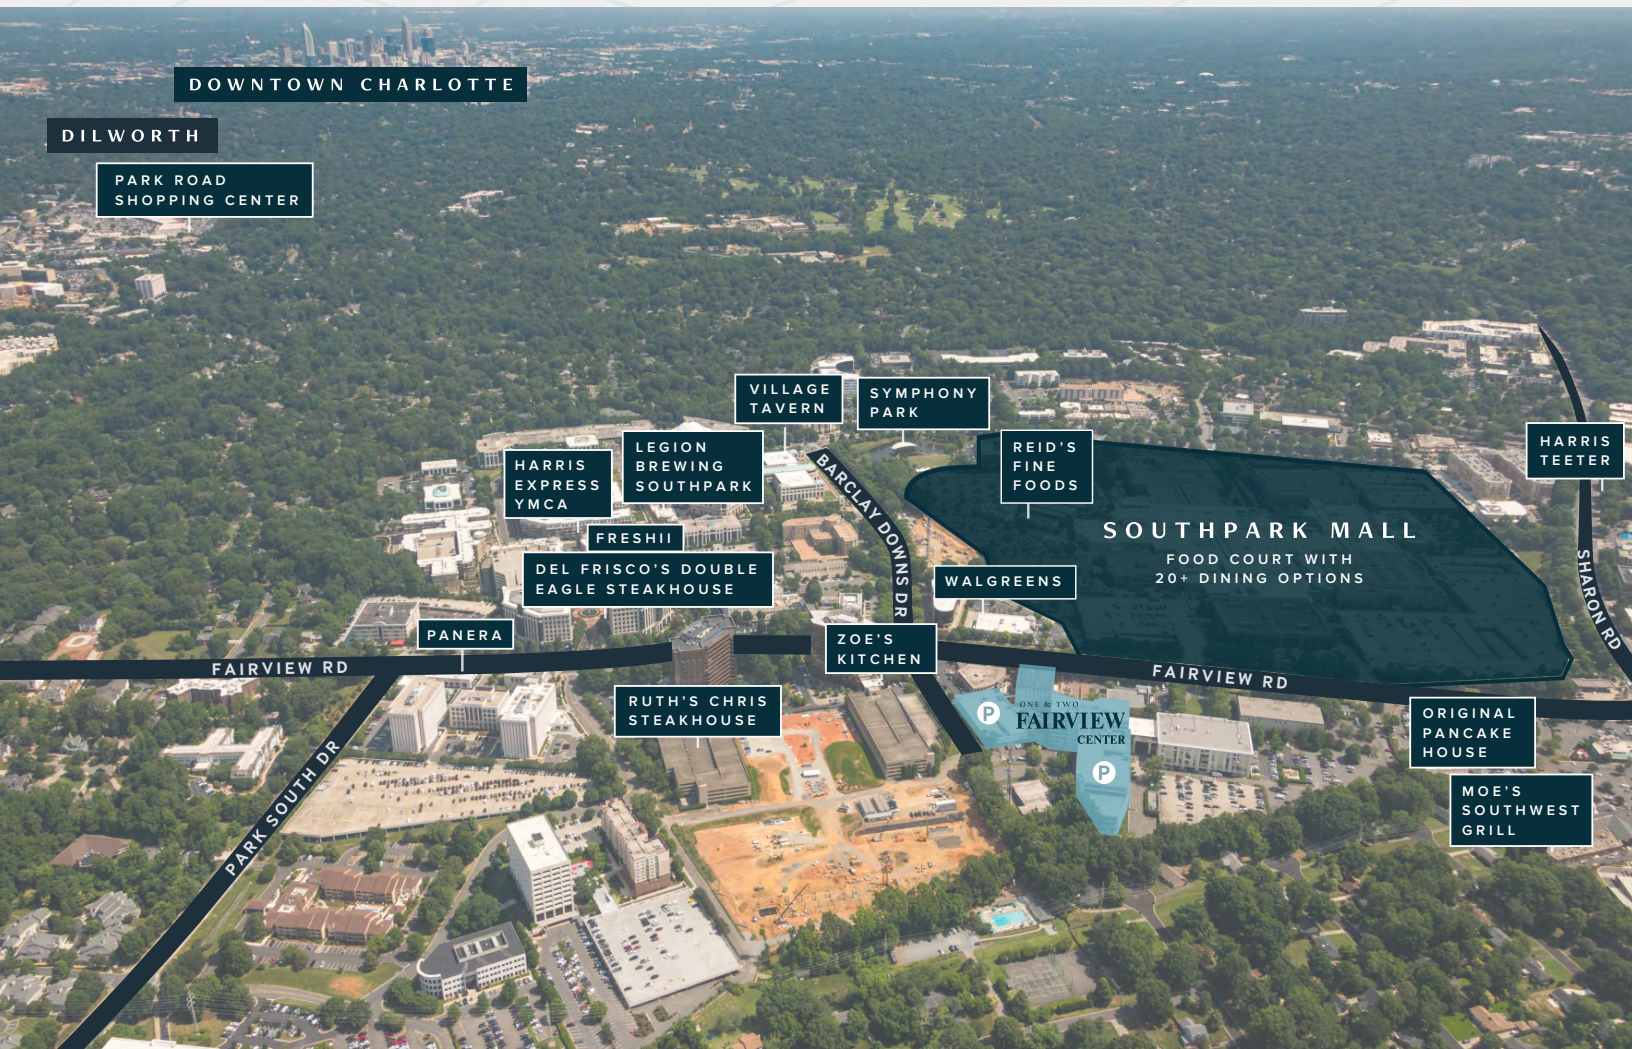 DOWNTOWN CHARLOTTE
DILWORTH
PARK ROAD
SHOPPING CENTER
VILLAGE
TAVERN
SYMPHONY
PARK
LEGION
BREWING
SOUTHPARK
HARRIS
EXPRESS
YMCA
REID'S
FINE
FOODS
HARRIS
TEETER
BARCLAY DOWNS DR
SOUTHPARK MALL
FOOD COURT WITH
20+ DINING OPTIONS
FRESHII
DEL FRISCO'S DOUBLE
EAGLE STEAKHOUSE
WALGREENS
SHARON RD
PANERA
ZOE'S
KITCHEN
FAIRVIEW RD
FAIRVIEW RD
RUTH'S CHRIS
STEAKHOUSE
P
ONE & TWO
FAIRVIEW
CENTER
P
ORIGINAL
PANCAKE
HOUSE
MOE'S
SOUTHWEST
GRILL
PARK SOUTH DR